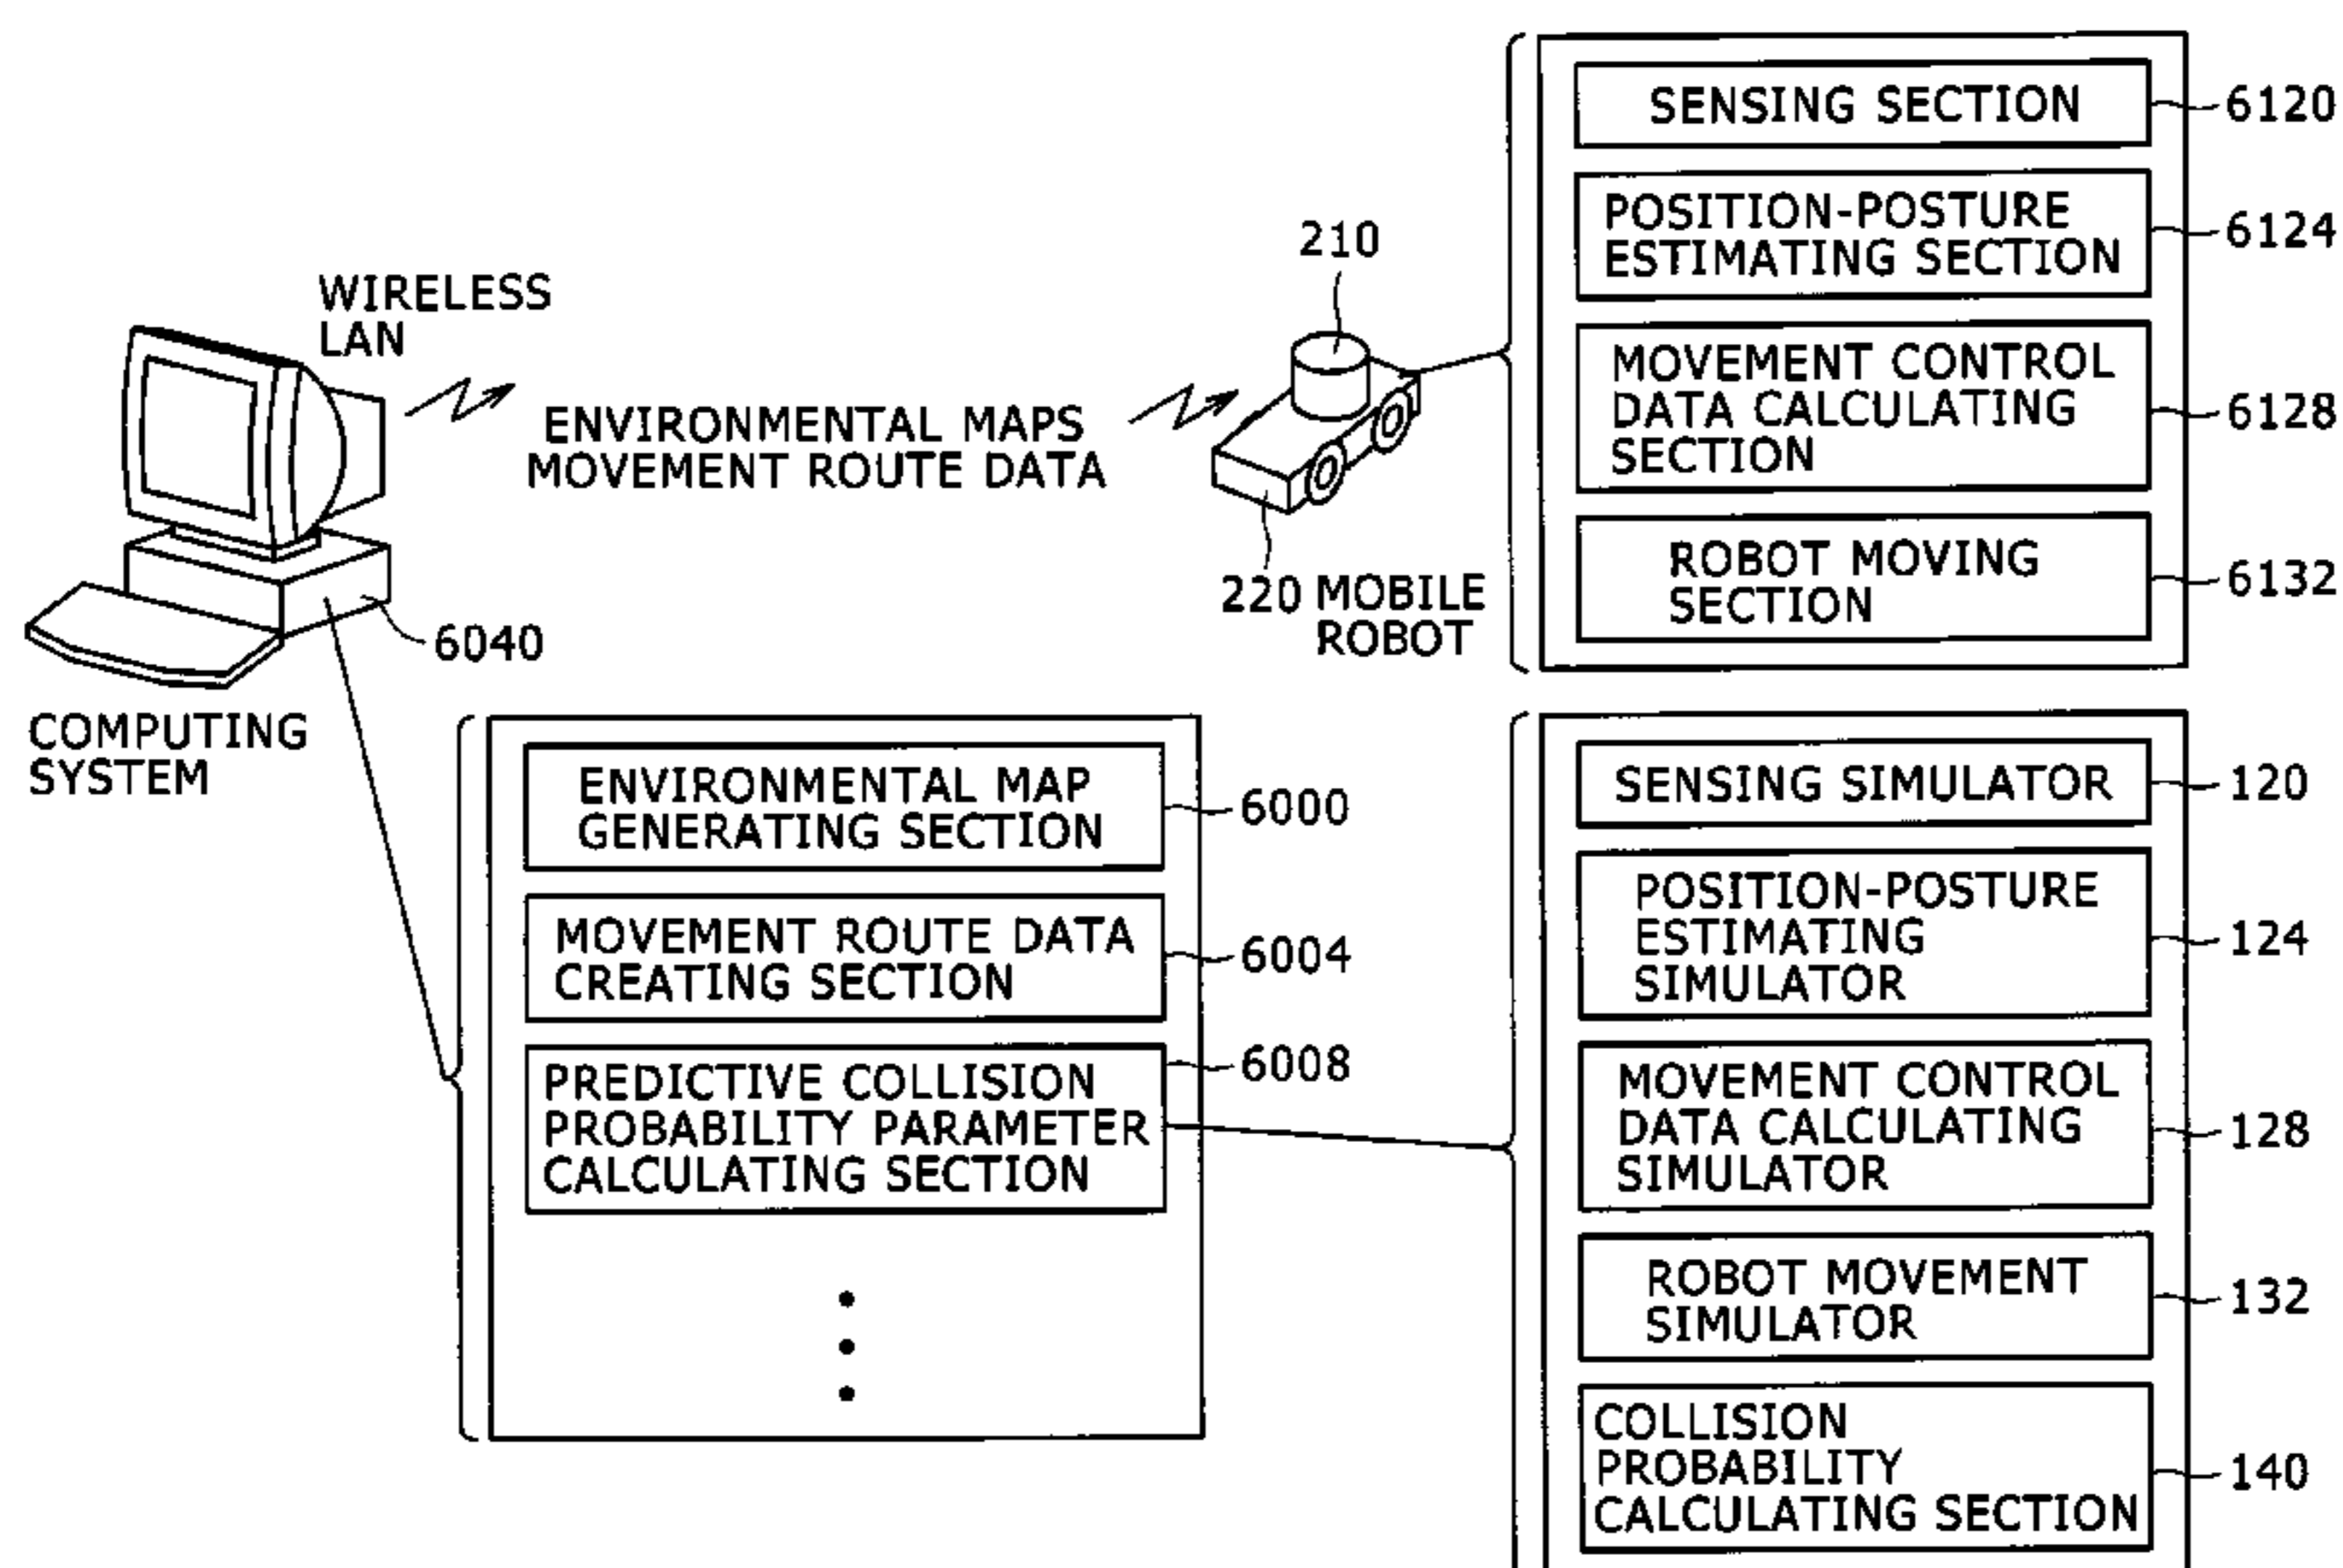 SENSING SECTION
6120
POSITION-POSTURE
ESTIMATING SECTION
6124
MOVEMENT CONTROL
DATA CALCULATING
SECTION
6128
ROBOT MOVING
SECTION
6132
210
220 MOBILE
ROBOT
WIRELESS
LAN
ENVIRONMENTAL MAPS
MOVEMENT ROUTE DATA
6040
COMPUTING
SYSTEM
ENVIRONMENTAL MAP
GENERATING SECTION
6000
MOVEMENT ROUTE DATA
CREATING SECTION
6004
PREDICTIVE COLLISION
PROBABILITY PARAMETER
CALCULATING SECTION
6008
SENSING SIMULATOR
120
POSITION-POSTURE
ESTIMATING
SIMULATOR
124
MOVEMENT CONTROL
DATA CALCULATING
SIMULATOR
128
ROBOT MOVEMENT
SIMULATOR
132
COLLISION
PROBABILITY
CALCULATING SECTION
140